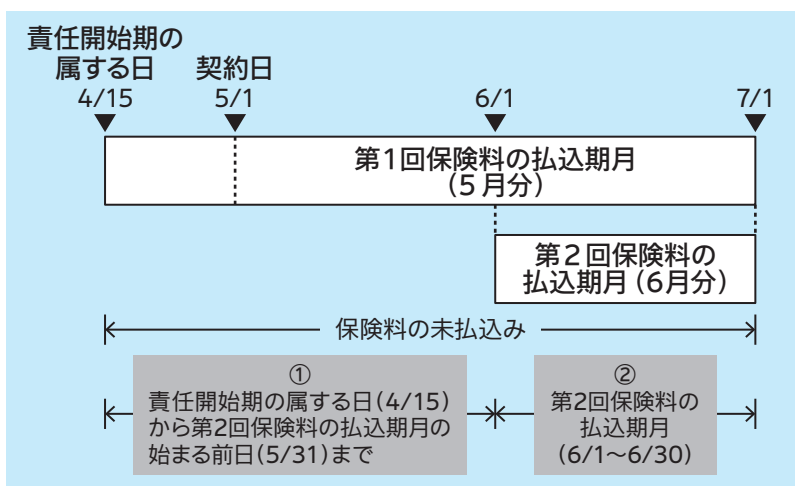 責任開始期の
属する日
契約日
4/15
5/1
6/1
7/1
第1回保険料の払込期月
(5月分)
第2回保険料の
払込期月(6月分)
保険料の未払込み
①
責任開始期の属する日(4/15)
から第2回保険料の払込期月の
始まる前日(5/31)まで
②
第2回保険料の
払込期月
(6/1〜6/30)